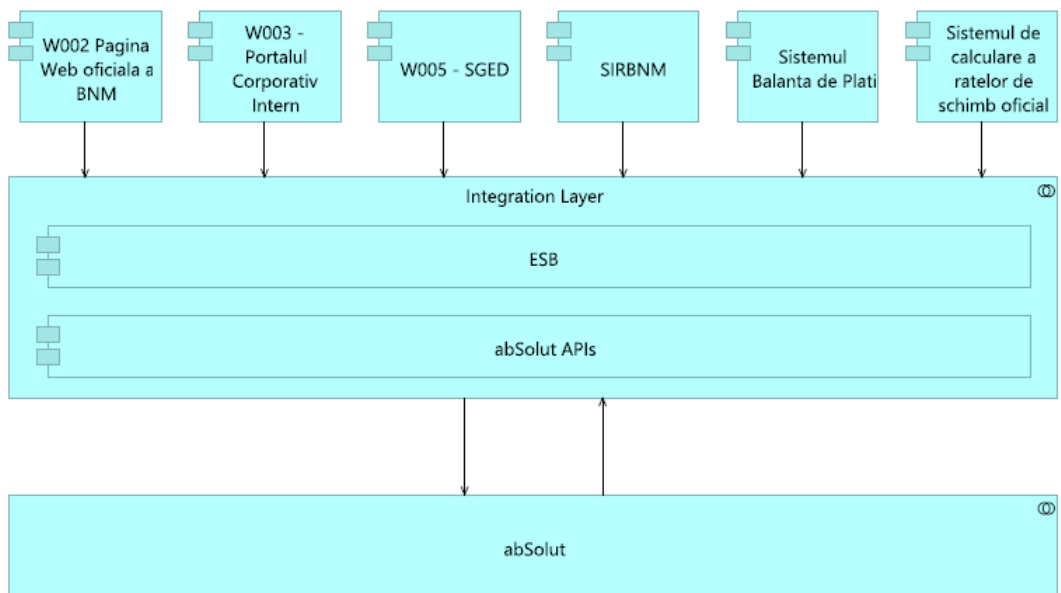 W002 Pagina
Web oficiala a
BNM
W003 -
Portalul
Corporativ
Intern
W005 - SGED
SIRBNM
Sistemul
Balanta de Plati
Sistemul de
calculare a
ratelor de
schimb oficial
Integration Layer
ESB
abSolut APIs
abSolut